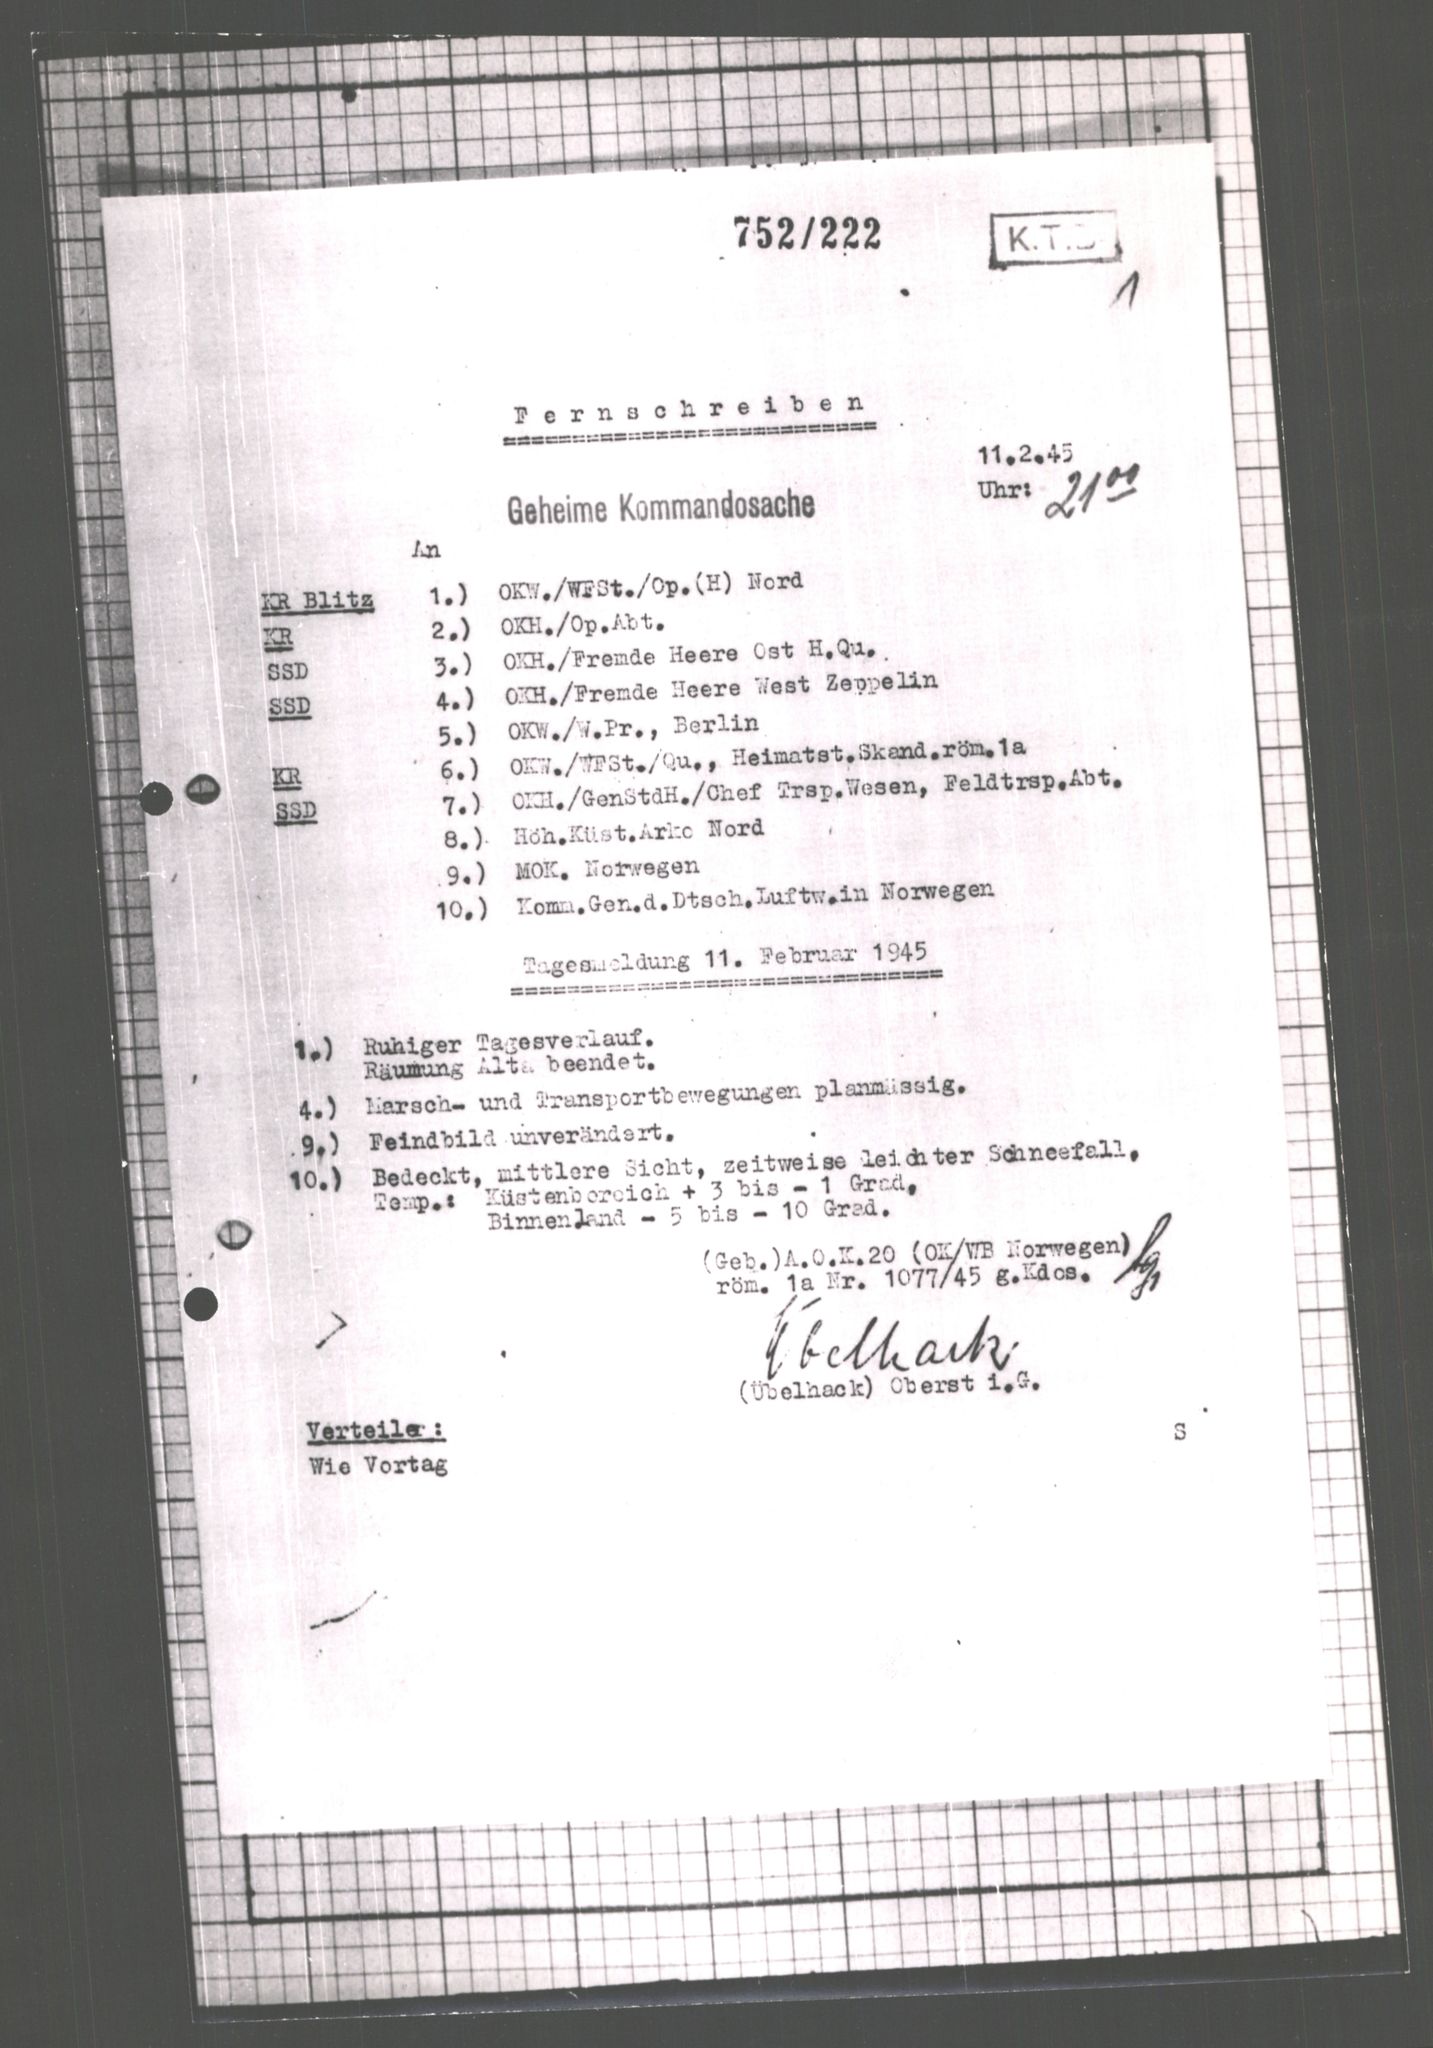 752/222
K.T.B
1
Fernschreiben
11.2.45
Uhr: 21⁰⁰
Geheime Kommandosache
An
KR Blitz 1.) OKW./WFSt./Op.(H) Nord
KR 2.) OKH./Op.Abt.
SSD 3.) OKH./Fremde Heere Ost H.Qu.
SSD 4.) OKH./Fremde Heere West Zeppelin
5.) OKW./W.Pr., Berlin
KR 6.) OKW./WFSt./Qu., Heimatst.Skand.röm.1a
SSD 7.) OKH./GenStdH./Chef Trsp.Wesen, Feldtrsp.Abt.
8.) Höh.Küst.Arko Nord
9.) MOK. Norwegen
10.) Komm.Gen.d.Dtsch.Luftw.in Norwegen
Tagesmeldung 11. Februar 1945
1.) Ruhiger Tagesverlauf.
Räumung Alta beendet.
4.) Marsch- und Transportbewegungen planmässig.
9.) Feindbild unverändert.
10.) Bedeckt, mittlere Sicht, zeitweise leichter Schneefall.
Temp.: Küstenbereich + 3 bis - 1 Grad,
Binnenland - 5 bis - 10 Grad.
(Geb.)A.O.K.20 (OK/WB Norwegen)
röm. 1a Nr. 1077/45 g.Kdos.
Übelhack
(Übelhack) Oberst i.G.
Verteiler:
S
Wie Vortag